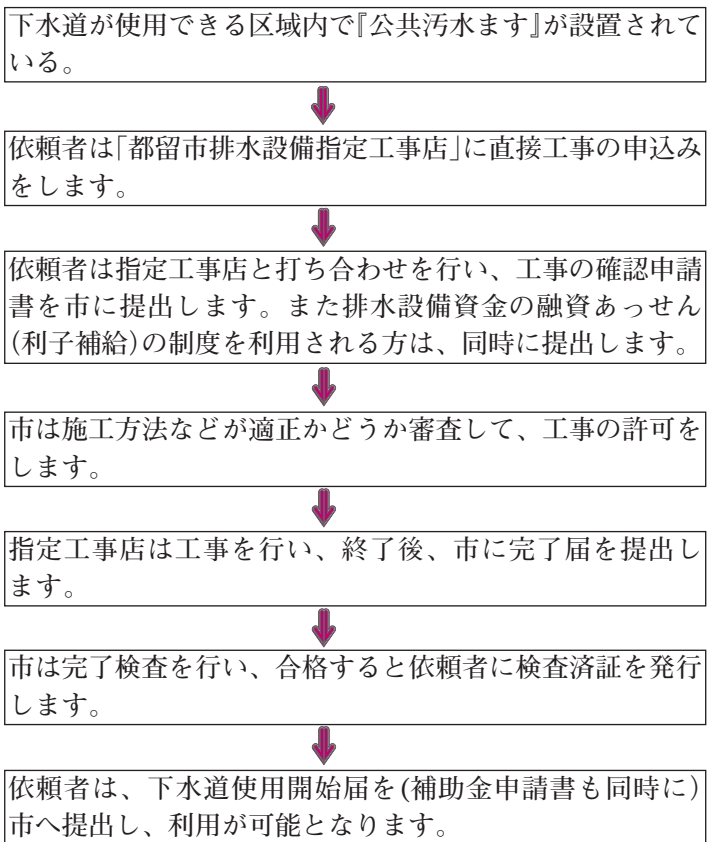 下水道が使用できる区域内で『公共汚水ます』が設置されて
いる。
依頼者は「都留市排水設備指定工事店」に直接工事の申込み
をします。
依頼者は指定工事店と打ち合わせを行い、工事の確認申請
書を市に提出します。また排水設備資金の融資あっせん
(利子補給)の制度を利用される方は、同時に提出します。
市は施工方法などが適正かどうか審査して、工事の許可を
します。
指定工事店は工事を行い、終了後、市に完了届を提出し
ます。
市は完了検査を行い、合格すると依頼者に検査済証を発行
します。
依頼者は、下水道使用開始届を(補助金申請書も同時に)
市へ提出し、利用が可能となります。